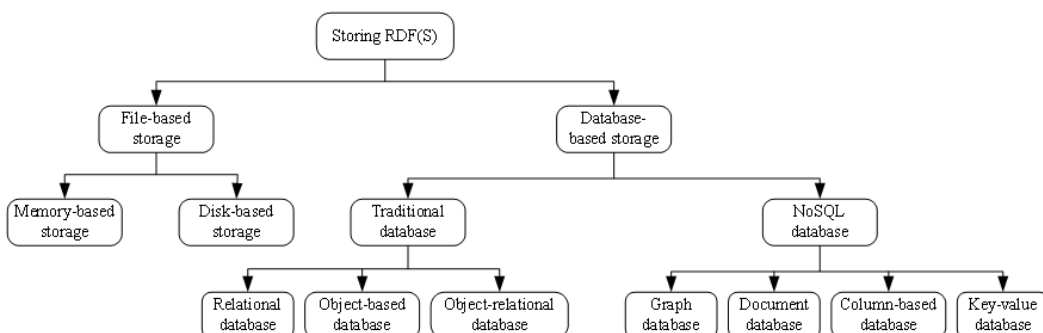 Storing RDF(S)
File-based
storage
Database-
based storage
Memory-based
storage
Disk-based
storage
Traditional
database
NoSQL
database
Relational
database
Object-based
database
Object-relational
database
Graph
database
Document
database
Column-based
database
Key-value
database